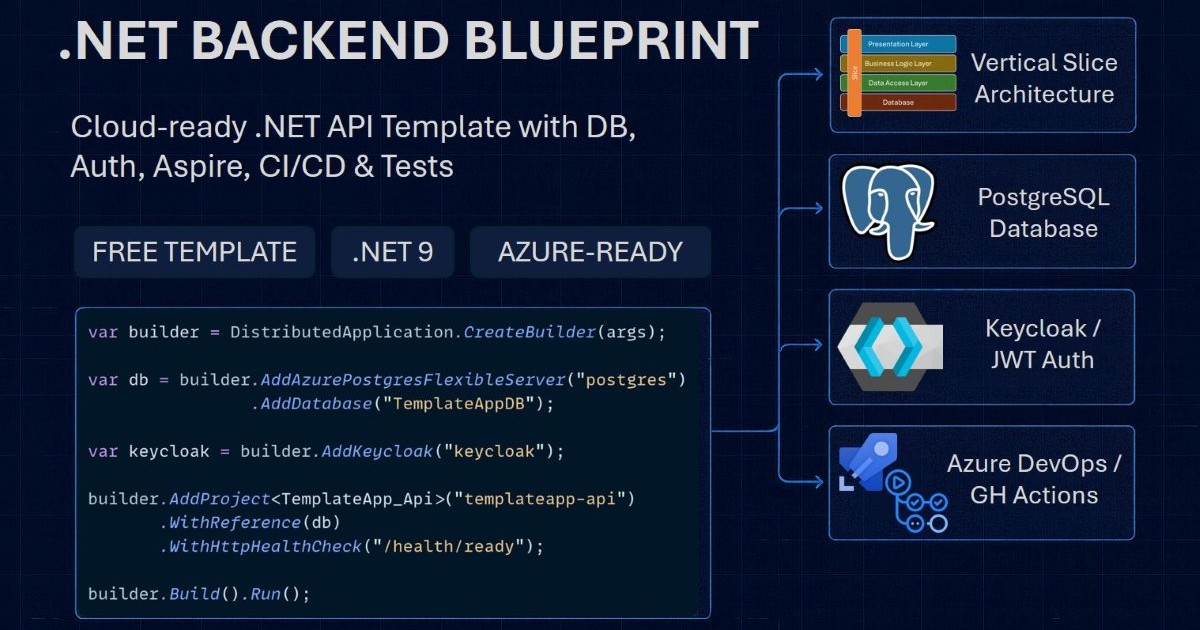 .NET BACKEND BLUEPRINT
Cloud-ready .NET API Template with DB,
Auth, Aspire, CI/CD & Tests
FREE TEMPLATE
.NET 9
AZURE-READY
var builder = DistributedApplication.CreateBuilder(args);
var db = builder.AddAzurePostgresFlexibleServer("postgres")
.AddDatabase("TemplateAppDB");
var keycloak = builder.AddKeycloak("keycloak");
builder.AddProject<TemplateApp_Api>("templateapp-api")
.WithReference(db)
.WithHttpHealthCheck("/health/ready");
builder.Build().Run();
Slice
Presentation Layer
Business Logic Layer
Data Access Layer
Database
Vertical Slice
Architecture
PostgreSQL
Database
Keycloak /
JWT Auth
Azure DevOps /
GH Actions